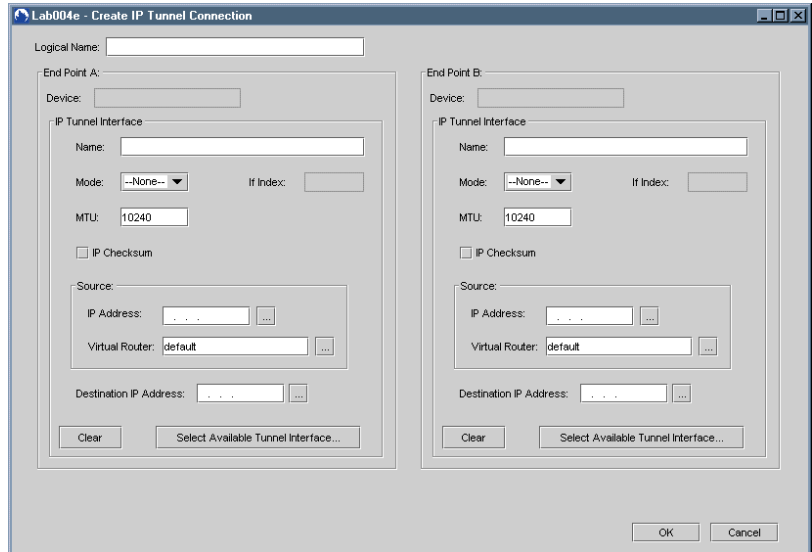 Lab004e - Create IP Tunnel Connection
Logical Name:
End Point A:
Device:
IP Tunnel Interface
Name:
Mode: --None-- If Index:
MTU: 10240
IP Checksum
Source:
IP Address: . . . ...
Virtual Router: default ...
Destination IP Address: . . . ...
Clear Select Available Tunnel Interface...
End Point B:
Device:
IP Tunnel Interface
Name:
Mode: --None-- If Index:
MTU: 10240
IP Checksum
Source:
IP Address: . . . ...
Virtual Router: default ...
Destination IP Address: . . . ...
Clear Select Available Tunnel Interface...
OK Cancel